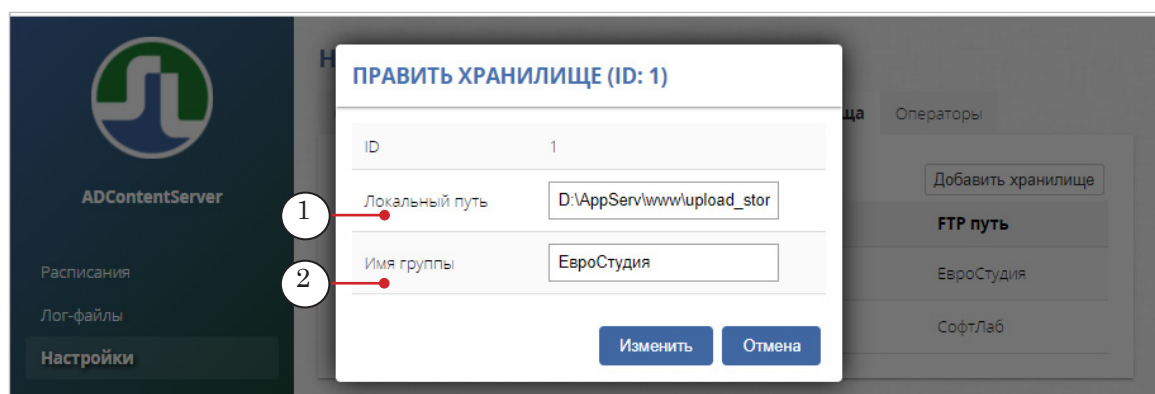 Н
ПРАВИТЬ ХРАНИЛИЩЕ (ID: 1)
ща Операторы
ID 1
ADContentServer
Добавить хранилище
1 Локальный путь D:\AppServ\www\upload_stor
FTP путь
2 Имя группы ЕвроСтудия
Расписания
ЕвроСтудия
Лог-файлы
СофтЛаб
Изменить Отмена
Настройки